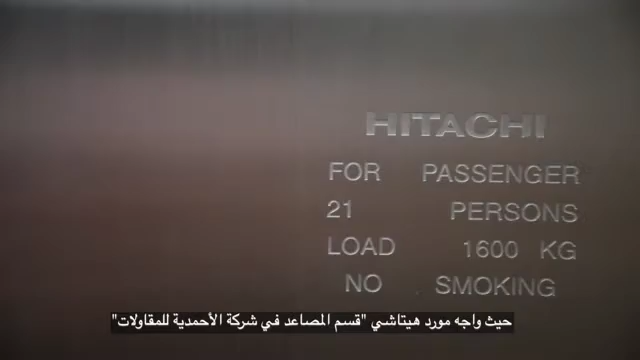 HITACHI
FOR PASSENGER
21 PERSONS
LOAD 1600 KG
NO SMOKING
حيث واجه مورد هيتاشي "قسم المصاعد في شركة الأحمدية للمقاولات"